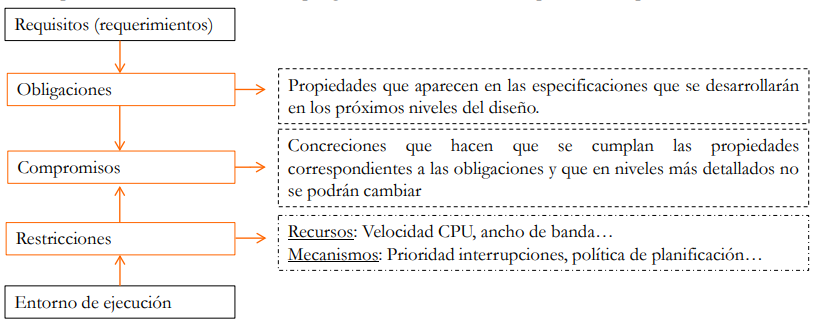 Requisitos (requerimientos)
Obligaciones
Propiedades que aparecen en las especificaciones que se desarrollarán
en los próximos niveles del diseño.
Compromisos
Concreciones que hacen que se cumplan las propiedades
correspondientes a las obligaciones y que en niveles más detallados no
se podrán cambiar
Restricciones
Recursos: Velocidad CPU, ancho de banda…
Mecanismos: Prioridad interrupciones, política de planificación…
Entorno de ejecución